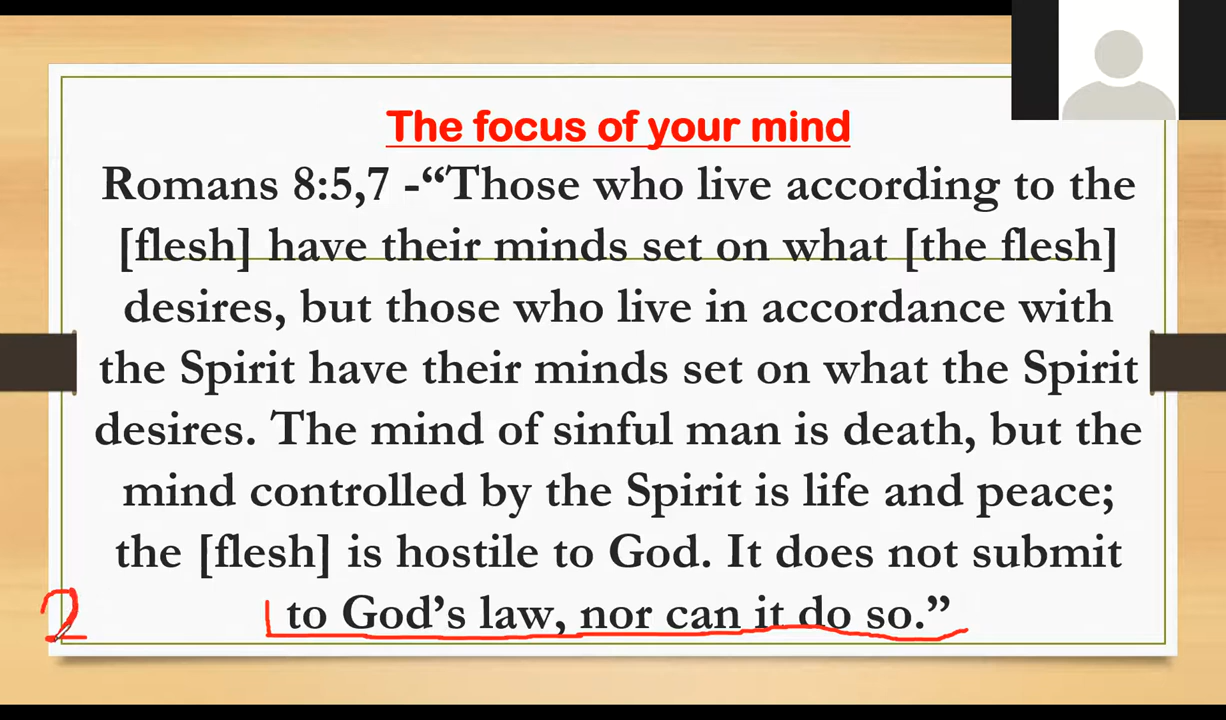 The focus of your mind
Romans 8:5,7 -“Those who live according to the
[flesh] have their minds set on what [the flesh]
desires, but those who live in accordance with
the Spirit have their minds set on what the Spirit
desires. The mind of sinful man is death, but the
mind controlled by the Spirit is life and peace;
the [flesh] is hostile to God. It does not submit
to God’s law, nor can it do so.”
2